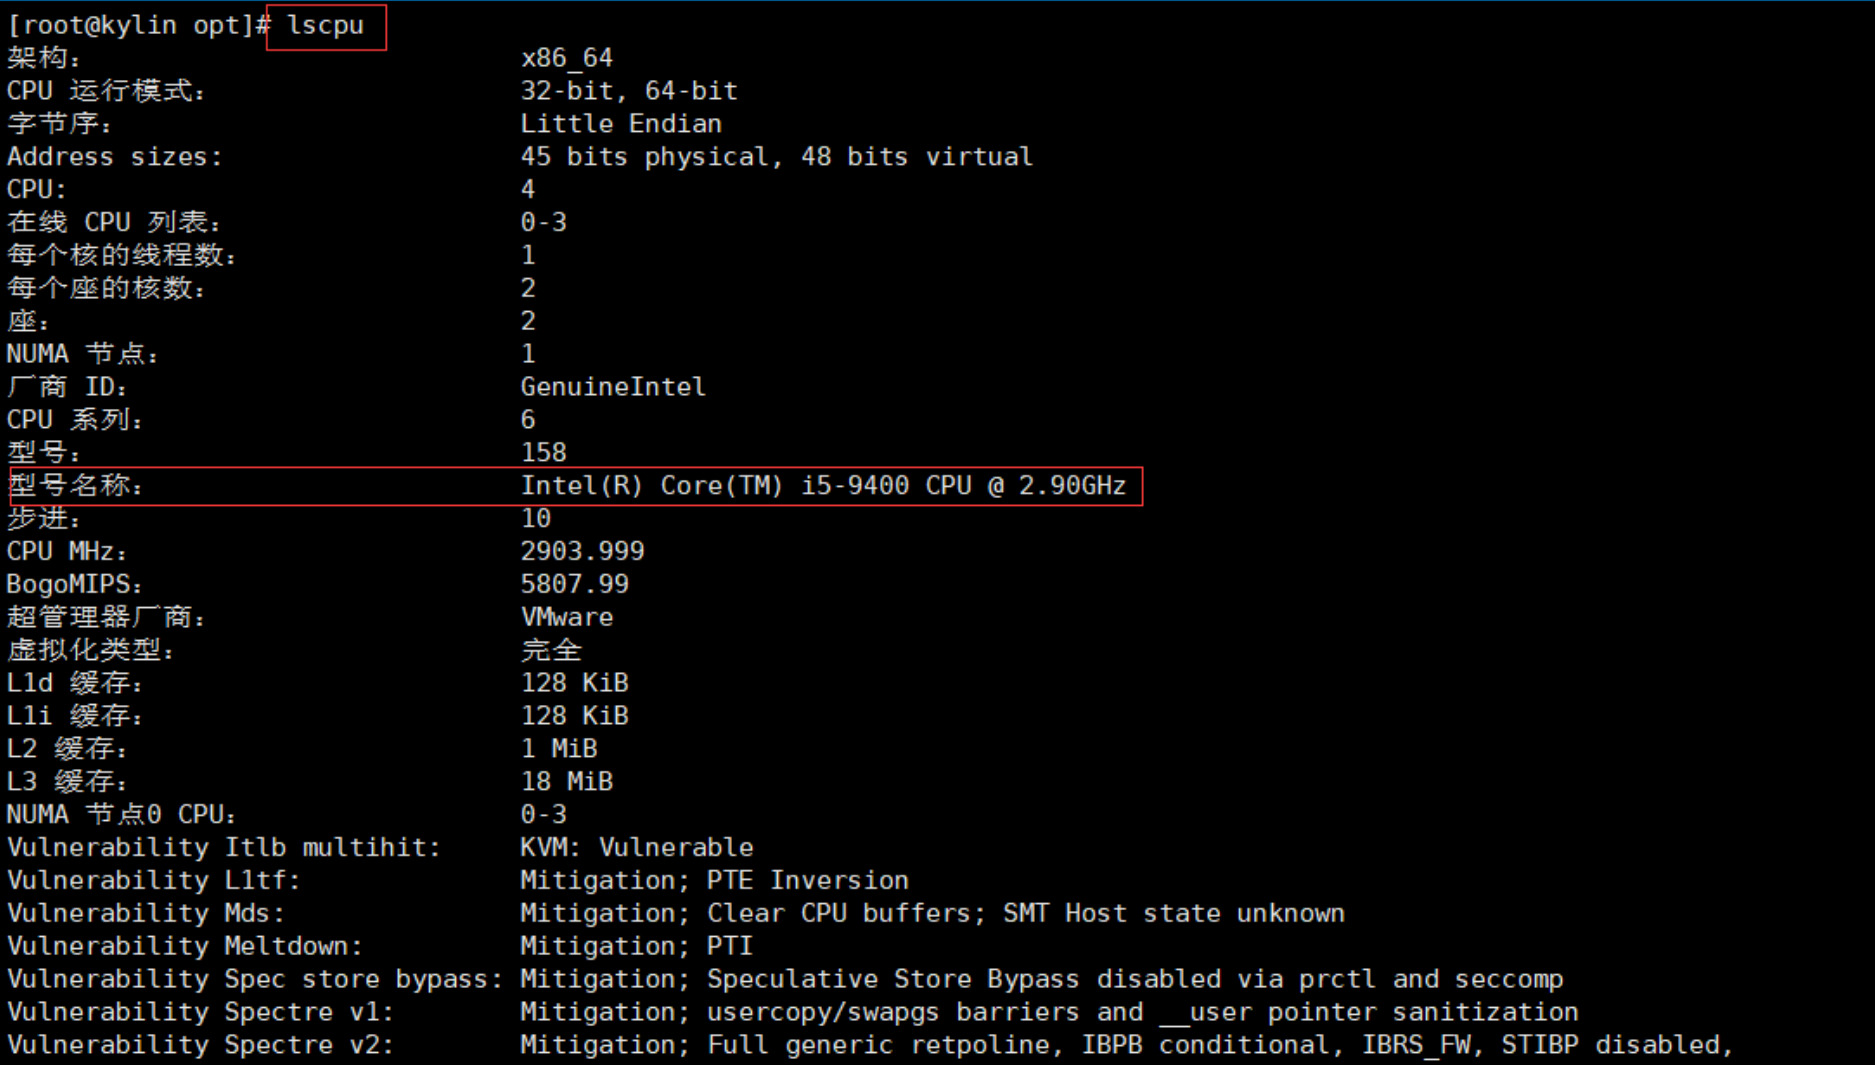 [root@kylin opt]# lscpu
架构： x86_64
CPU 运行模式： 32-bit, 64-bit
字节序： Little Endian
Address sizes: 45 bits physical, 48 bits virtual
CPU: 4
在线 CPU 列表： 0-3
每个核的线程数： 1
每个座的核数： 2
座： 2
NUMA 节点： 1
厂商 ID： GenuineIntel
CPU 系列： 6
型号： 158
型号名称： Intel(R) Core(TM) i5-9400 CPU @ 2.90GHz
步进： 10
CPU MHz： 2903.999
BogoMIPS： 5807.99
超管理器厂商： VMware
虚拟化类型： 完全
L1d 缓存： 128 KiB
L1i 缓存： 128 KiB
L2 缓存： 1 MiB
L3 缓存： 18 MiB
NUMA 节点0 CPU： 0-3
Vulnerability Itlb multihit: KVM: Vulnerable
Vulnerability L1tf: Mitigation; PTE Inversion
Vulnerability Mds: Mitigation; Clear CPU buffers; SMT Host state unknown
Vulnerability Meltdown: Mitigation; PTI
Vulnerability Spec store bypass: Mitigation; Speculative Store Bypass disabled via prctl and seccomp
Vulnerability Spectre v1: Mitigation; usercopy/swapgs barriers and __user pointer sanitization
Vulnerability Spectre v2: Mitigation; Full generic retpoline, IBPB conditional, IBRS_FW, STIBP disabled,